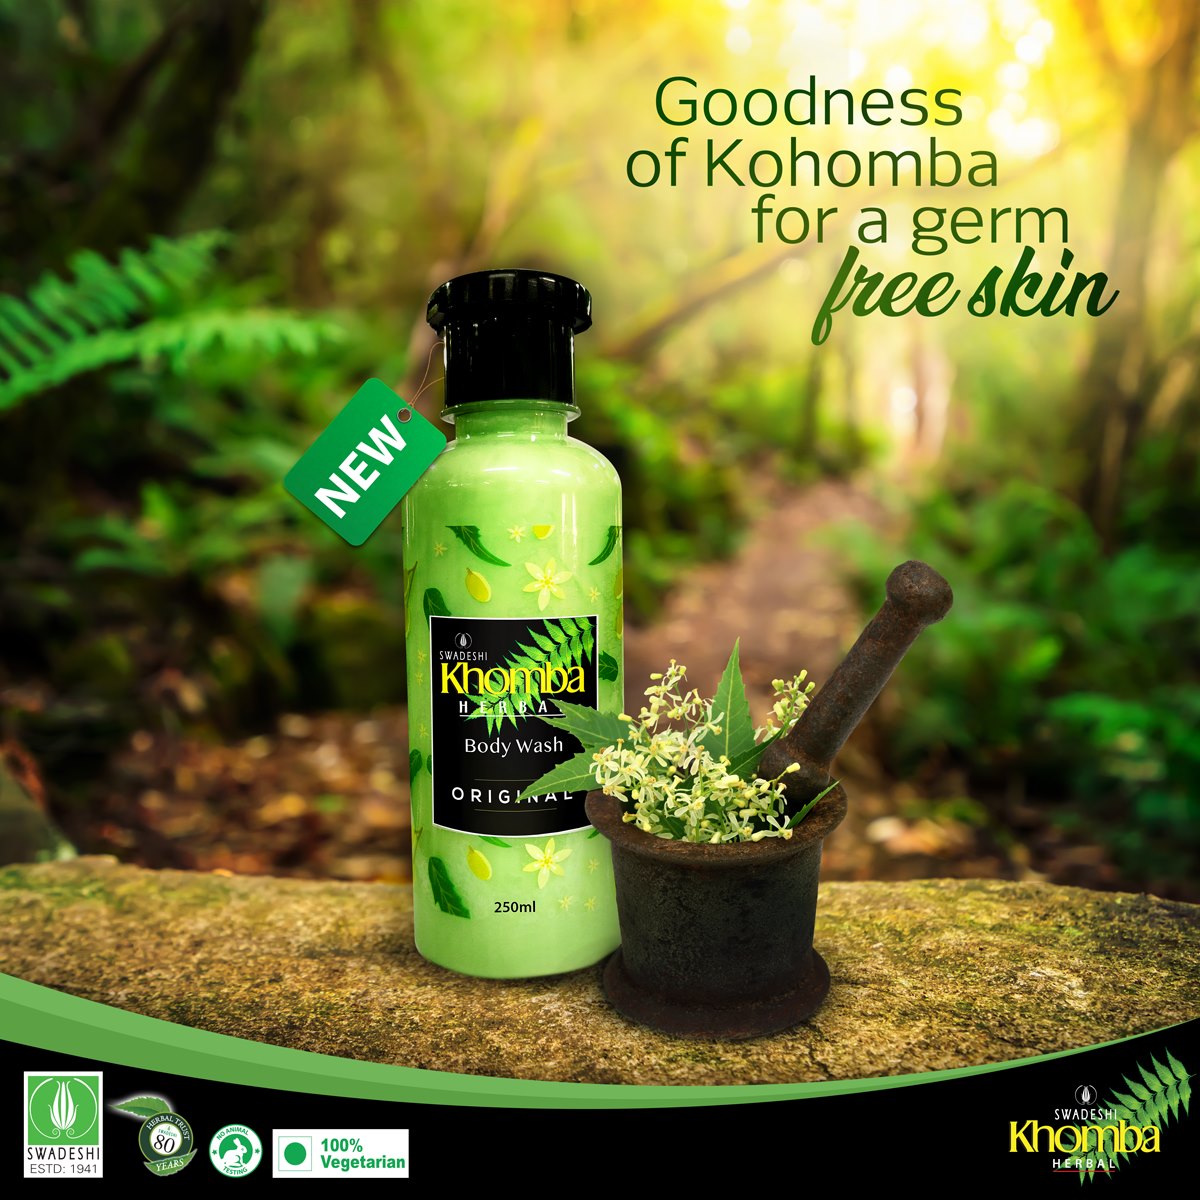 Goodness
of Kohomba
for a germ
free skin
NEW
SWADESHI
Khomba
HERBAL
Body Wash
ORIGINAL
250ml
SWADESHI
ESTD: 1941
HERBAL TRUST
SWADESHI
80
YEARS
NO ANIMAL
TESTING
100%
Vegetarian
SWADESHI
Khomba
HERBAL